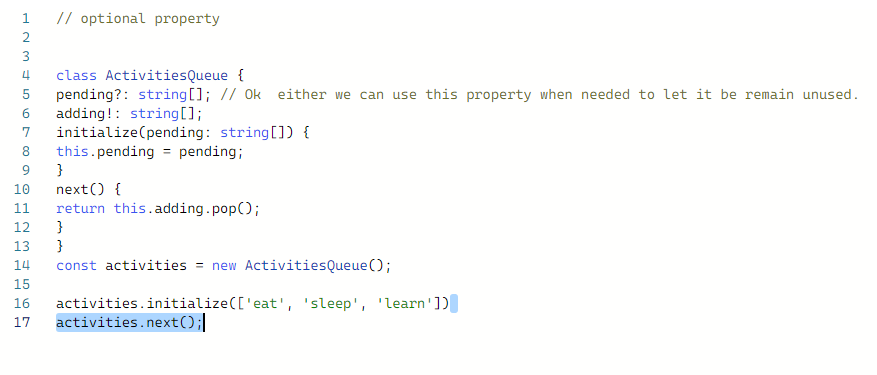 1 // optional property
2
3
4 class ActivitiesQueue {
5 pending?: string[]; // Ok  either we can use this property when needed to let it be remain unused.
6 adding!: string[];
7 initialize(pending: string[]) {
8 this.pending = pending;
9 }
10 next() {
11 return this.adding.pop();
12 }
13 }
14 const activities = new ActivitiesQueue();
15
16 activities.initialize(['eat', 'sleep', 'learn'])
17 activities.next();